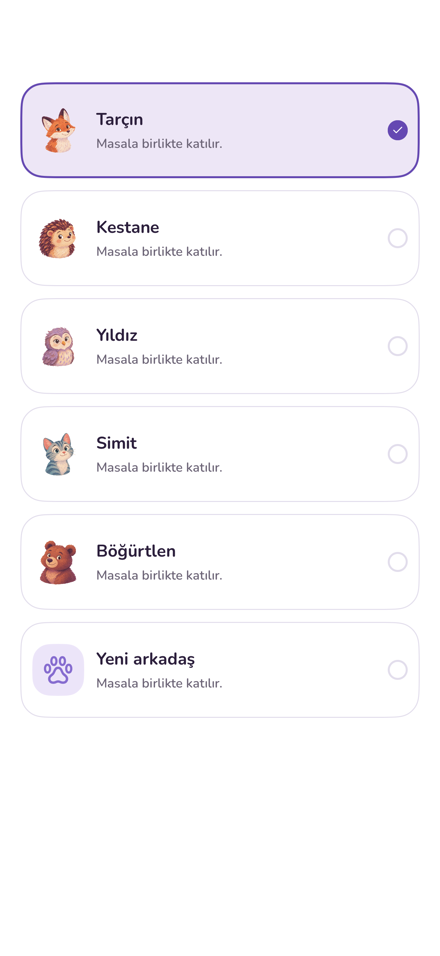 Tarçın
Masala birlikte katılır.
Kestane
Masala birlikte katılır.
Yıldız
Masala birlikte katılır.
Simit
Masala birlikte katılır.
Böğürtlen
Masala birlikte katılır.
Yeni arkadaş
Masala birlikte katılır.